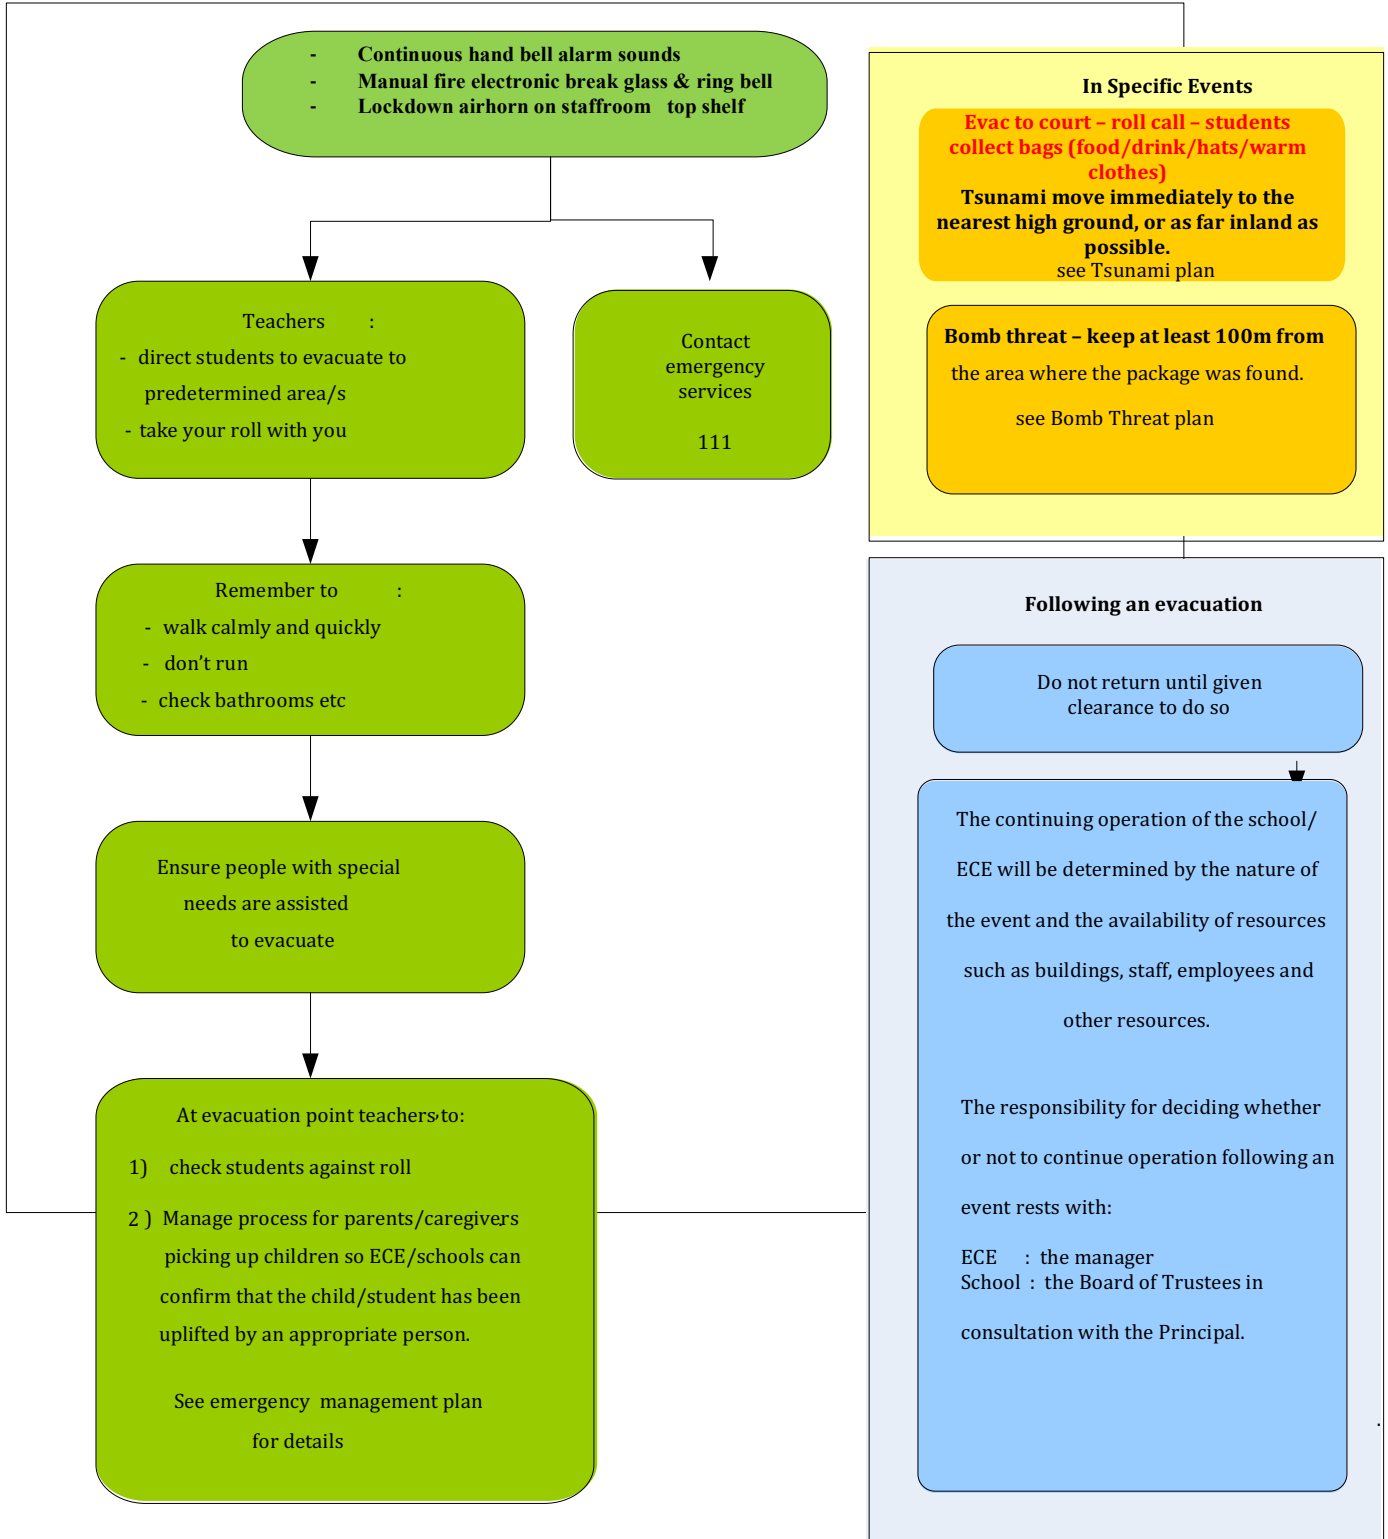 - Continuous hand bell alarm sounds
- Manual fire electronic break glass & ring bell
- Lockdown airhorn on staffroom top shelf
Teachers :
- direct students to evacuate to
predetermined area/s
- take your roll with you
Contact
emergency
services
111
Remember to :
- walk calmly and quickly
- don't run
- check bathrooms etc
Ensure people with special
needs are assisted
to evacuate
At evacuation point teachers to:
1) check students against roll
2 ) Manage process for parents/caregivers
picking up children so ECE/schools can
confirm that the child/student has been
uplifted by an appropriate person.
See emergency management plan
for details
In Specific Events
Evac to court – roll call – students
collect bags (food/drink/hats/warm
clothes)
Tsunami move immediately to the
nearest high ground, or as far inland as
possible.
see Tsunami plan
Bomb threat – keep at least 100m from
the area where the package was found.
see Bomb Threat plan
Following an evacuation
Do not return until given
clearance to do so
The continuing operation of the school/
ECE will be determined by the nature of
the event and the availability of resources
such as buildings, staff, employees and
other resources.
The responsibility for deciding whether
or not to continue operation following an
event rests with:
ECE : the manager
School : the Board of Trustees in
consultation with the Principal.
.